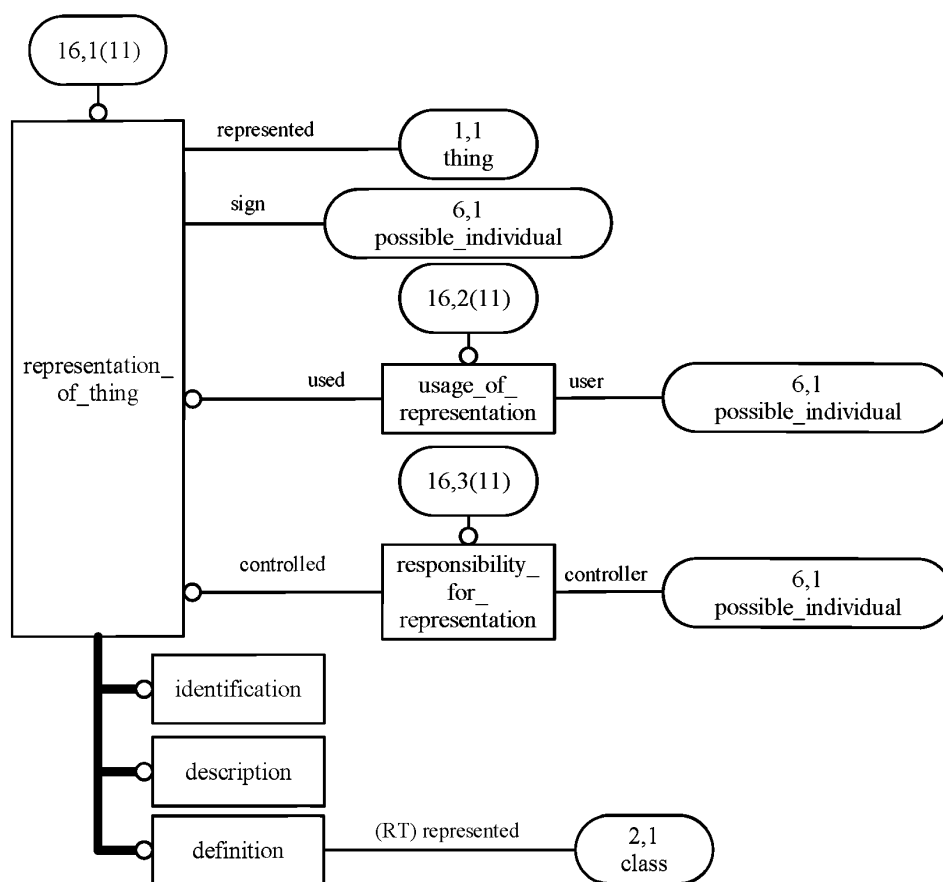 16,1(11)
represented
1,1
thing
sign
6,1
possible_individual
16,2(11)
representation_
of_thing
used
usage_of_
representation
user
6,1
possible_individual
16,3(11)
controlled
responsibility_
for_
representation
controller
6,1
possible_individual
identification
description
definition
(RT) represented
2,1
class